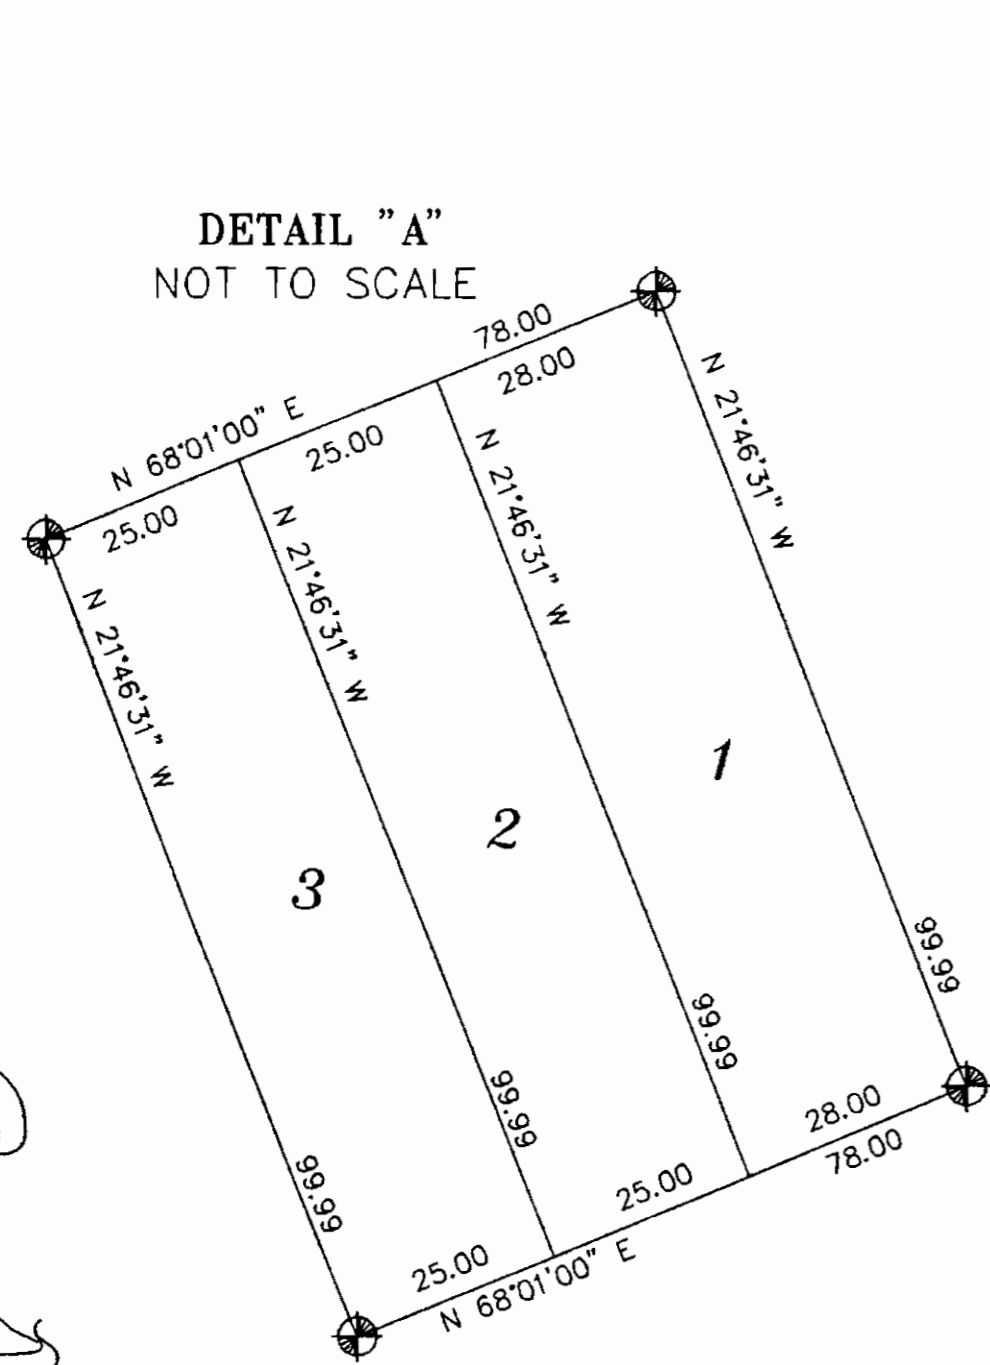 DETAIL "A"
NOT TO SCALE
78.00
28.00
N 68°01'00" E
25.00
25.00
N 21°46'31" W
N 21°46'31" W
N 21°46'31" W
N 21°46'31" W
1
2
3
99.99
99.99
99.99
99.99
28.00
78.00
25.00
25.00
N 68°01'00" E